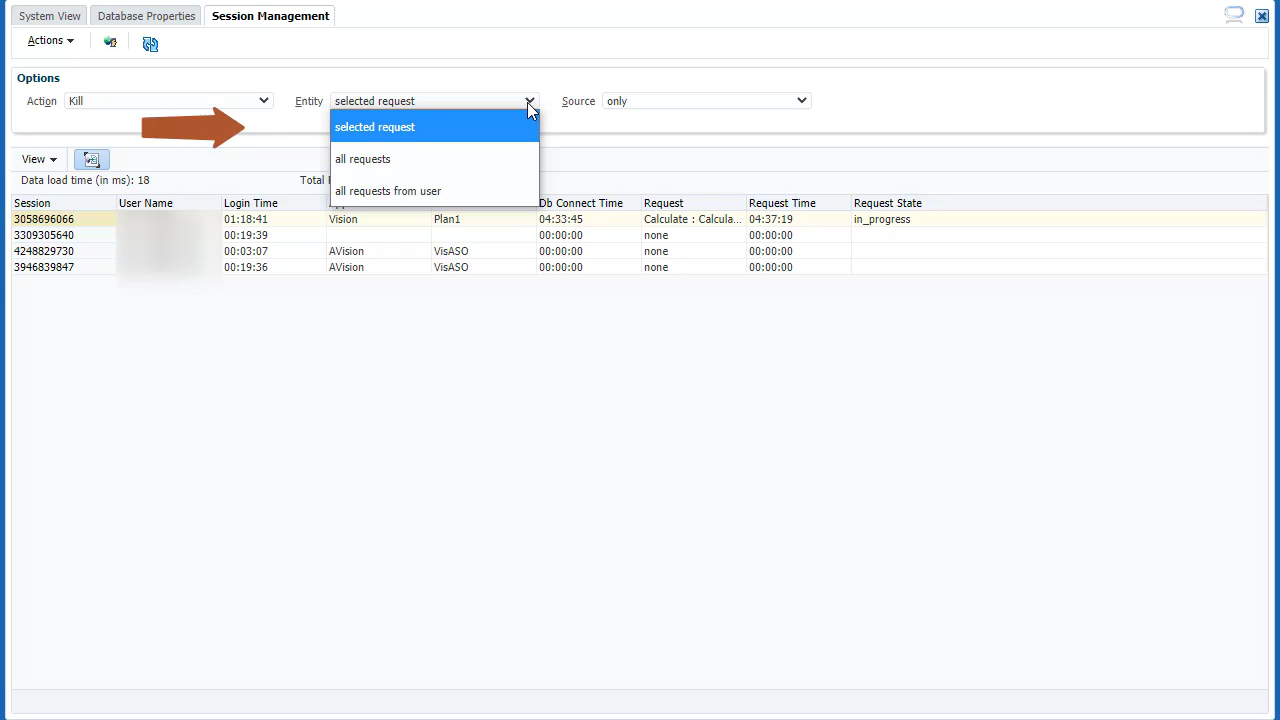 System View Database Properties Session Management
Actions
Options
Action Kill Entity selected request Source only
selected request
all requests
all requests from user
View
Data load time (in ms): 18 Total
Session User Name Login Time Db Connect Time Request Request Time Request State
3058696066 01:18:41 Vision Plan1 04:33:45 Calculate : Calcula... 04:37:19 in_progress
3309305640 00:19:39 00:00:00 none 00:00:00
4248829730 00:03:07 AVision VisASO 00:00:00 none 00:00:00
3946839847 00:19:36 AVision VisASO 00:00:00 none 00:00:00